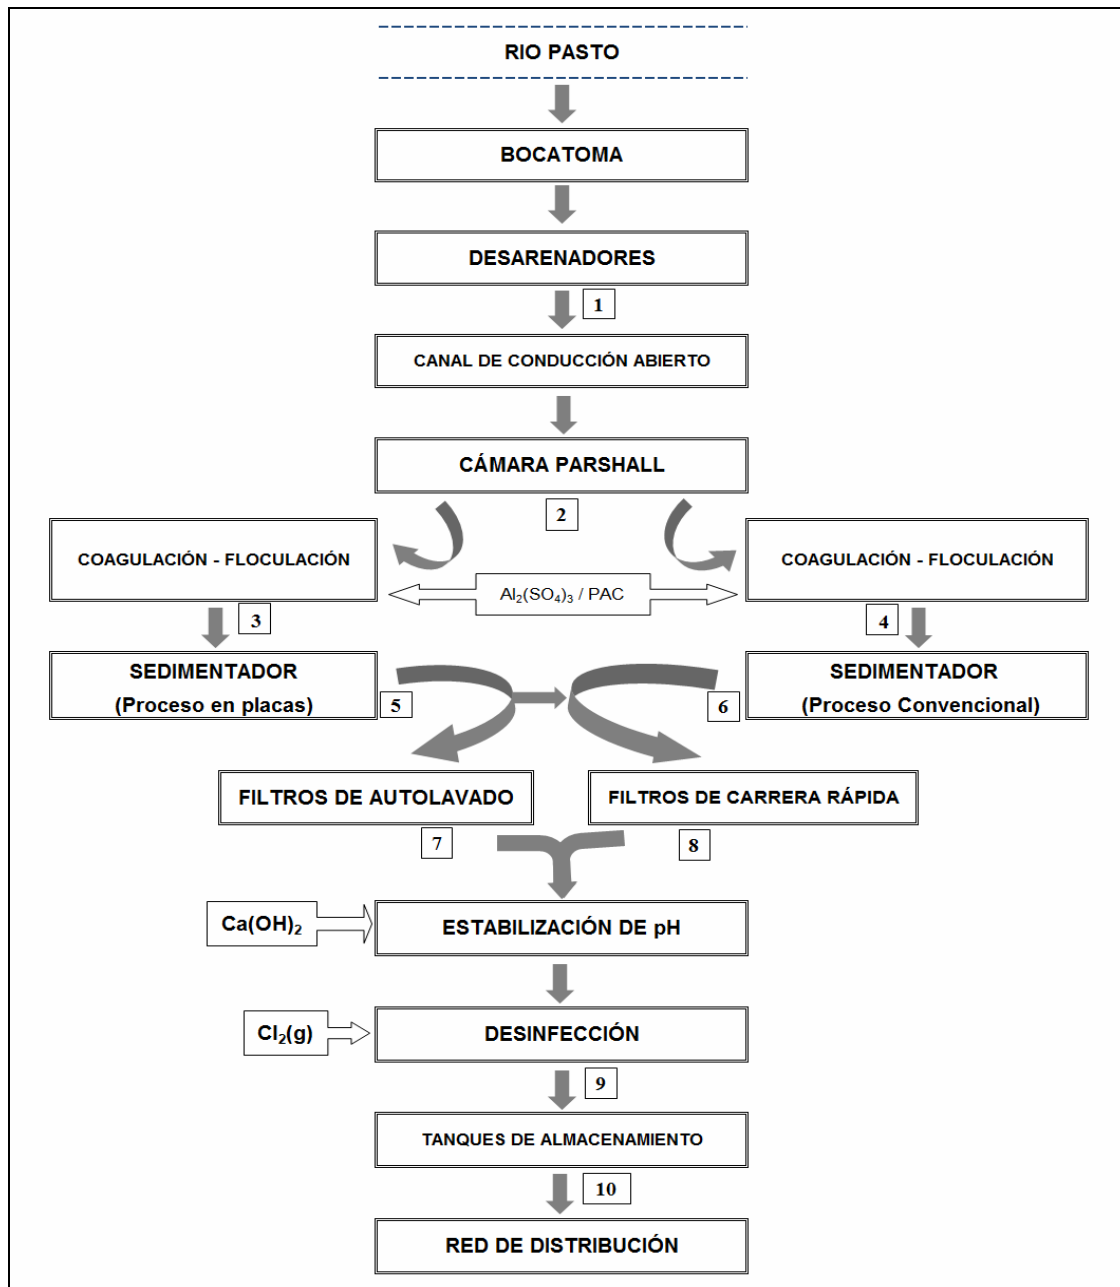 RIO PASTO
BOCATOMA
DESARENADORES
1
CANAL DE CONDUCCIÓN ABIERTO
CÁMARA PARSHALL
2
COAGULACIÓN - FLOCULACIÓN
COAGULACIÓN - FLOCULACIÓN
Al₂(SO₄)₃ / PAC
3
4
SEDIMENTADOR
(Proceso en placas)
SEDIMENTADOR
(Proceso Convencional)
5
6
FILTROS DE AUTOLAVADO
FILTROS DE CARRERA RÁPIDA
7
8
Ca(OH)₂
ESTABILIZACIÓN DE pH
Cl₂(g)
DESINFECCIÓN
9
TANQUES DE ALMACENAMIENTO
10
RED DE DISTRIBUCIÓN